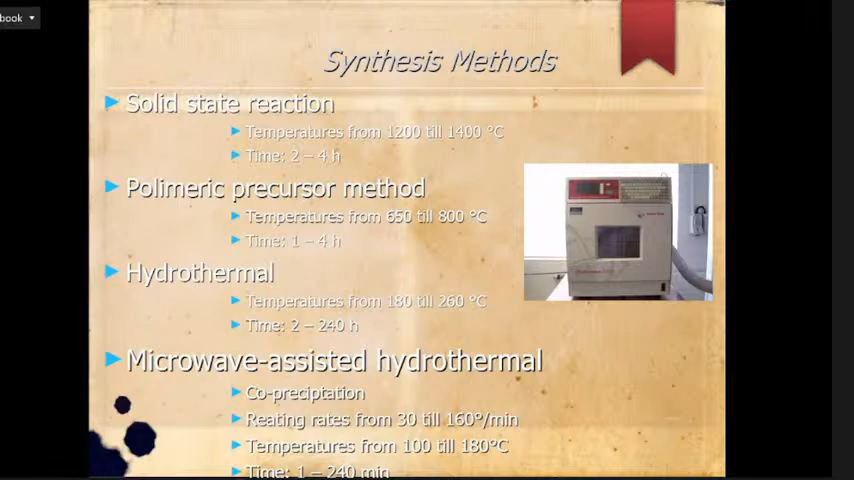 book
Synthesis Methods
Solid state reaction
Temperatures from 1200 till 1400 °C
Time: 2 – 4 h
Polimeric precursor method
Temperatures from 650 till 800 °C
Time: 1 – 4 h
Hydrothermal
Temperatures from 180 till 260 °C
Time: 2 – 240 h
Microwave-assisted hydrothermal
Co-preciptation
Reating rates from 30 till 160°/min
Temperatures from 100 till 180°C
Time: 1 – 240 min